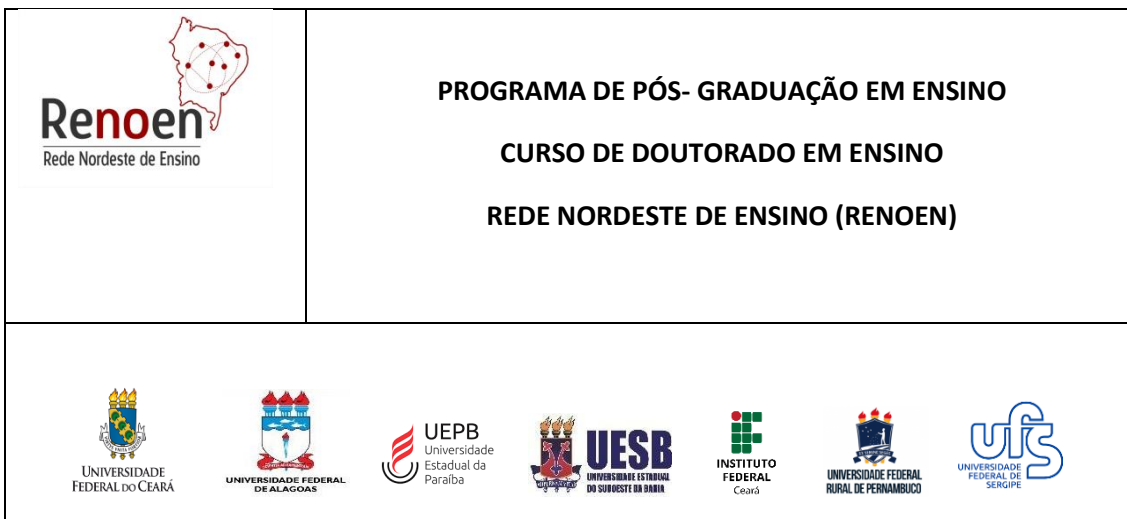 Renoen
Rede Nordeste de Ensino
PROGRAMA DE PÓS- GRADUAÇÃO EM ENSINO
CURSO DE DOUTORADO EM ENSINO
REDE NORDESTE DE ENSINO (RENOEN)
UNIVERSIDADE
FEDERAL DO CEARÁ
UNIVERSIDADE FEDERAL
DE ALAGOAS
UEPB
Universidade
Estadual da
Paraíba
UESB
UNIVERSIDADE ESTADUAL
DO SUDOESTE DA BAHIA
INSTITUTO
FEDERAL
Ceará
UNIVERSIDADE FEDERAL
RURAL DE PERNAMBUCO
ufs
UNIVERSIDADE
FEDERAL DE
SERGIPE